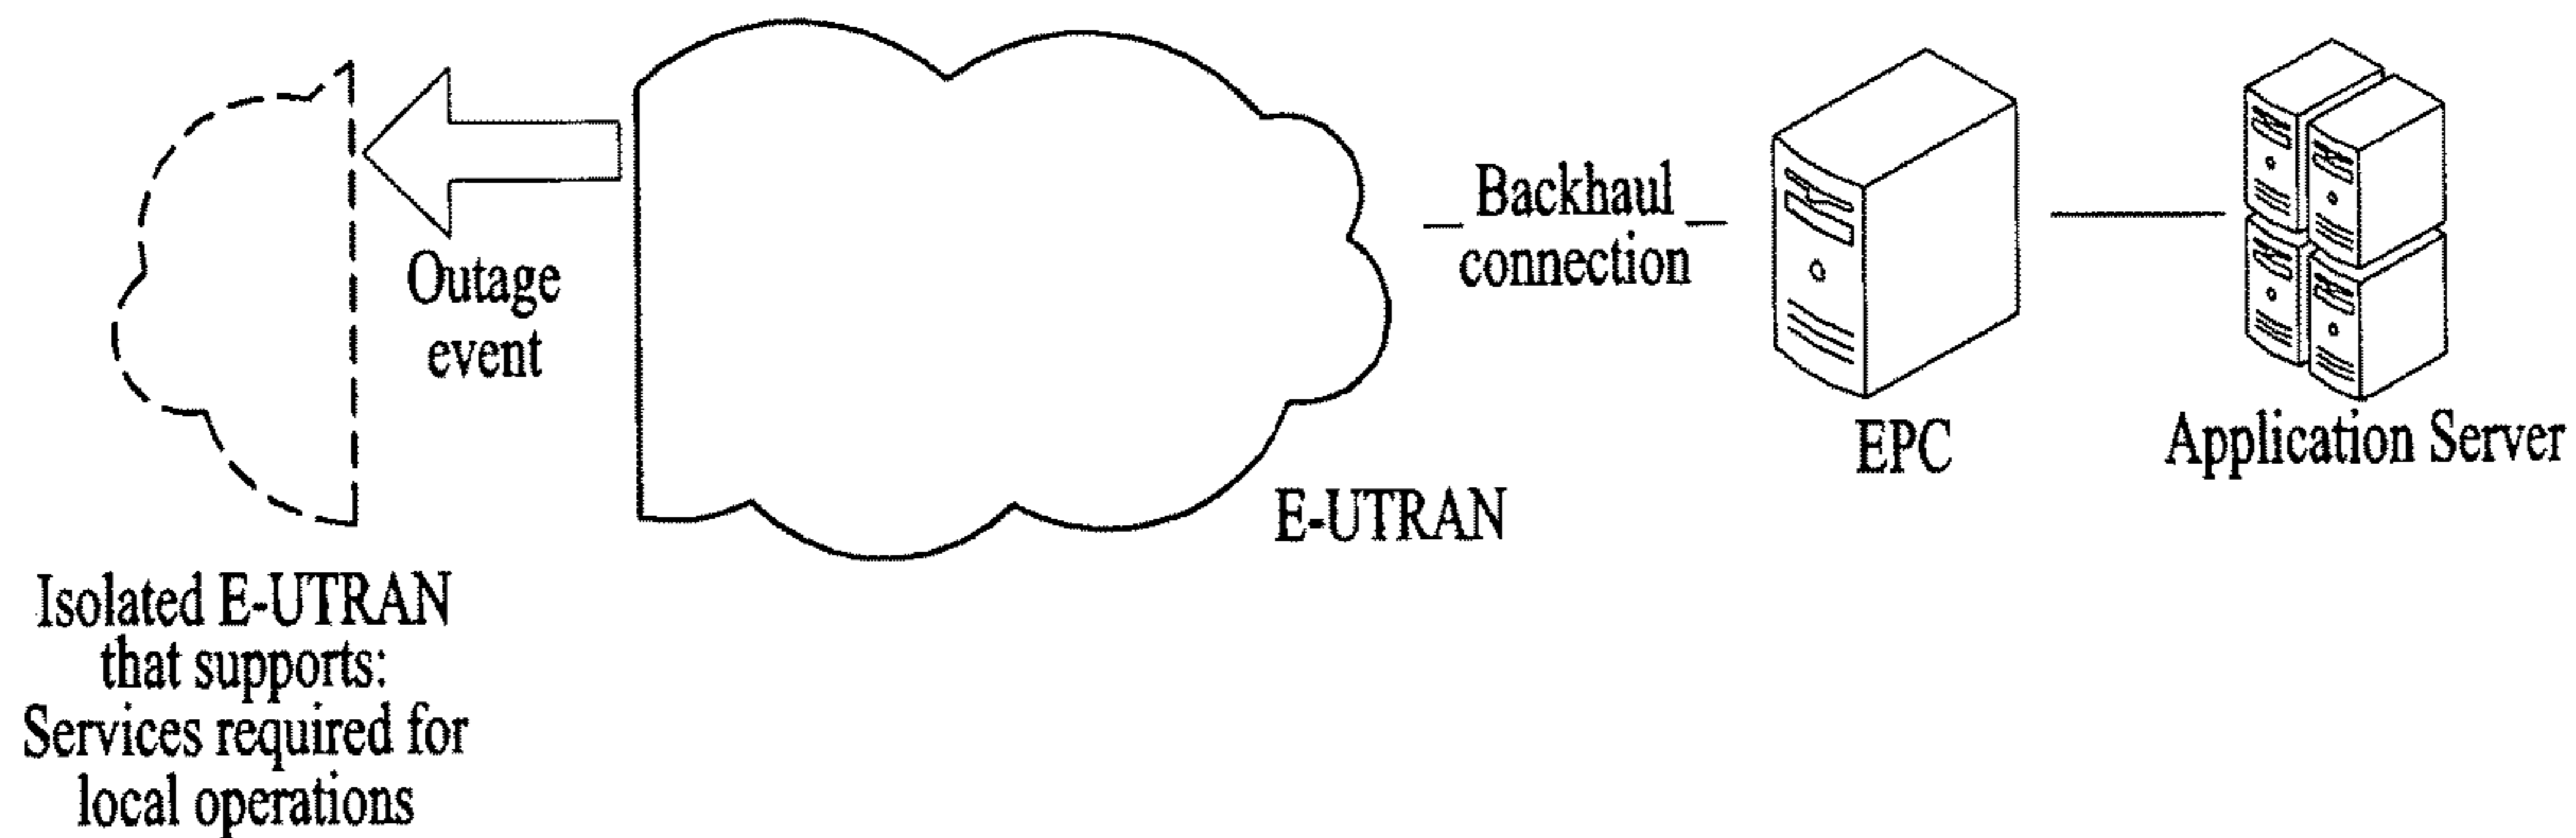 Outage
event
Backhaul
connection
E-UTRAN
EPC
Application Server
Isolated E-UTRAN
that supports:
Services required for
local operations